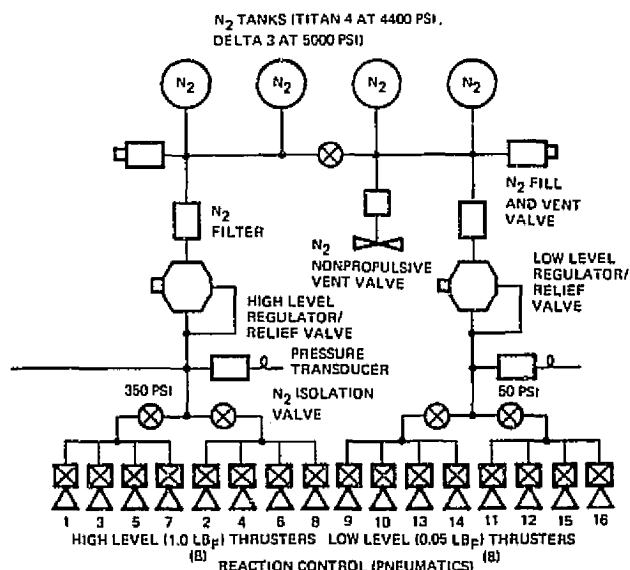 N2 TANKS (TITAN 4 AT 4400 PSI,
DELTA 3 AT 5000 PSI)
N2 N2 N2 N2
N2
FILTER
N2
NONPROPULSIVE
VENT VALVE
N2 FILL
AND VENT
VALVE
HIGH LEVEL
REGULATOR/
RELIEF VALVE
LOW LEVEL
REGULATOR/
RELIEF
VALVE
PRESSURE
TRANSDUCER
350 PSI
N2 ISOLATION
VALVE
50 PSI
1 3 5 7 2 4 6 8 9 10 13 14 11 12 15 16
HIGH LEVEL (1.0 LBF) THRUSTERS LOW LEVEL (0.05 LBF) THRUSTERS
(8) (8)
REACTION CONTROL (PNEUMATICS)